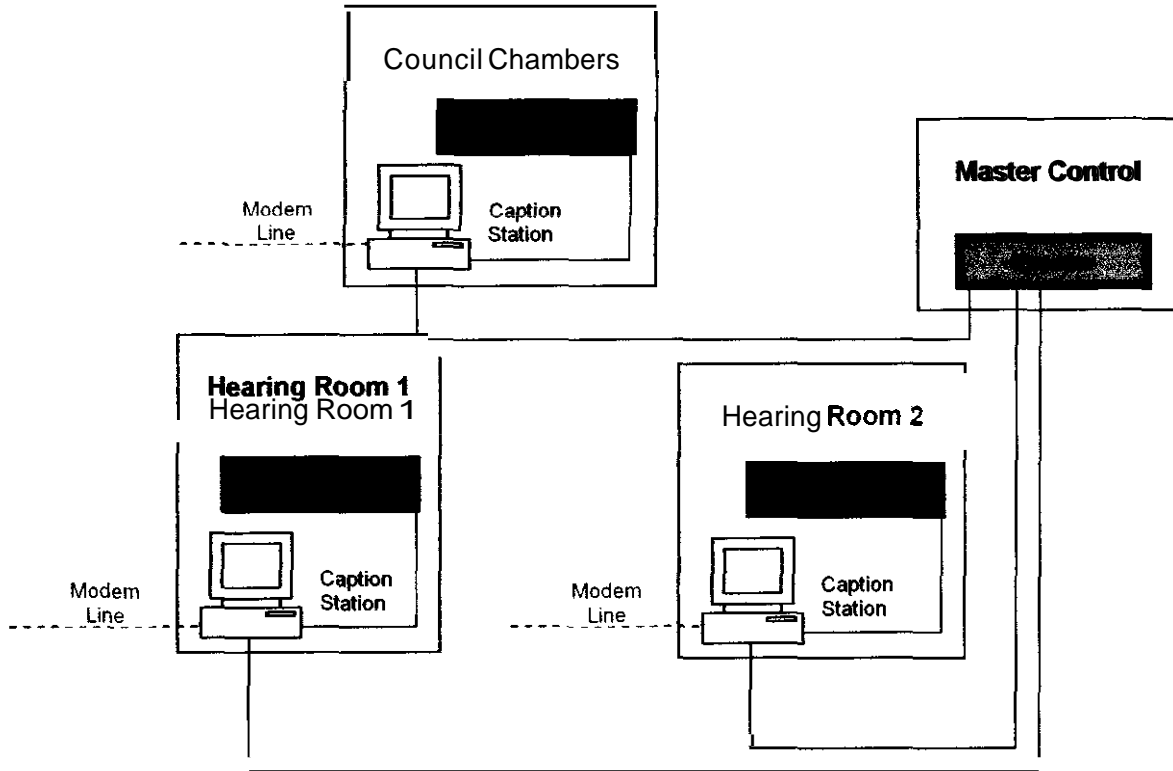 Council Chambers
Modem
Line
Caption
Station
Master Control
Hearing Room 1
Hearing Room 1
Modem
Line
Caption
Station
Hearing Room 2
Modem
Line
Caption
Station